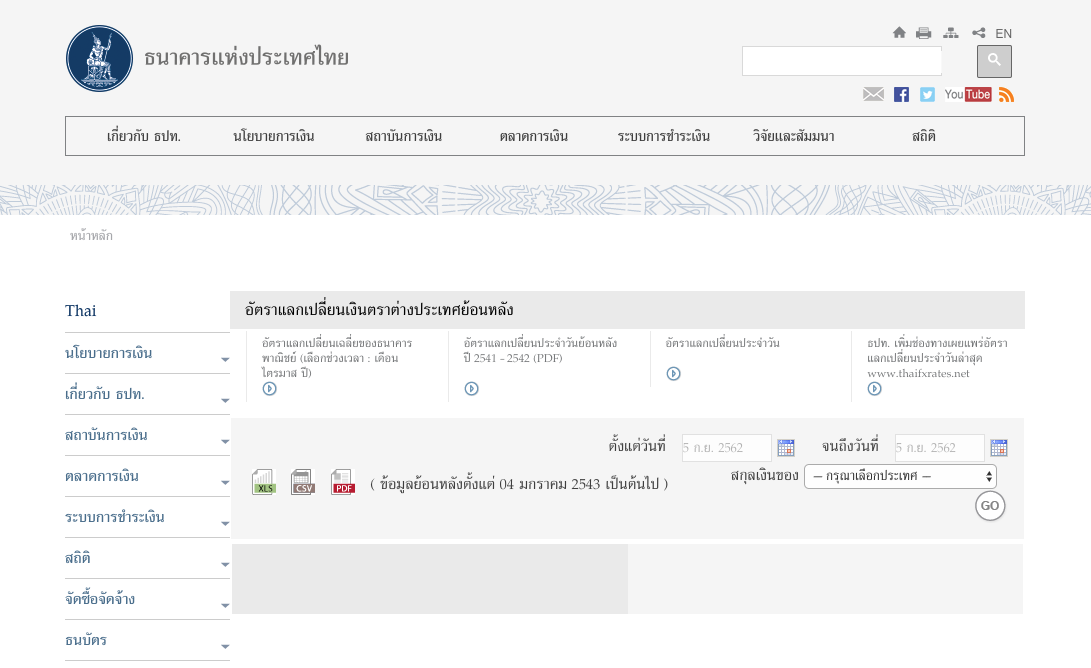 ธนาคารแห่งประเทศไทย
EN
You Tube
เกี่ยวกับ ธปท. นโยบายการเงิน สถาบันการเงิน ตลาดการเงิน ระบบการชำระเงิน วิจัยและสัมมนา สถิติ
หน้าหลัก
Thai
นโยบายการเงิน
เกี่ยวกับ ธปท.
สถาบันการเงิน
ตลาดการเงิน
ระบบการชำระเงิน
สถิติ
จัดซื้อจัดจ้าง
ธนบัตร
อัตราแลกเปลี่ยนเงินตราต่างประเทศย้อนหลัง
อัตราแลกเปลี่ยนเฉลี่ยของธนาคาร
พาณิชย์ (เลือกช่วงเวลา : เดือน
ไตรมาส ปี)
อัตราแลกเปลี่ยนประจำวันย้อนหลัง
ปี 2541 - 2542 (PDF)
อัตราแลกเปลี่ยนประจำวัน
ธปท. เพิ่มช่องทางเผยแพร่อัตรา
แลกเปลี่ยนประจำวันล่าสุด
www.thaifxrates.net
ตั้งแต่วันที่ 5 ก.ย. 2562 จนถึงวันที่ 5 ก.ย. 2562
XLS CSV PDF ( ข้อมูลย้อนหลังตั้งแต่ 04 มกราคม 2543 เป็นต้นไป )
สกุลเงินของ — กรุณาเลือกประเทศ —
GO